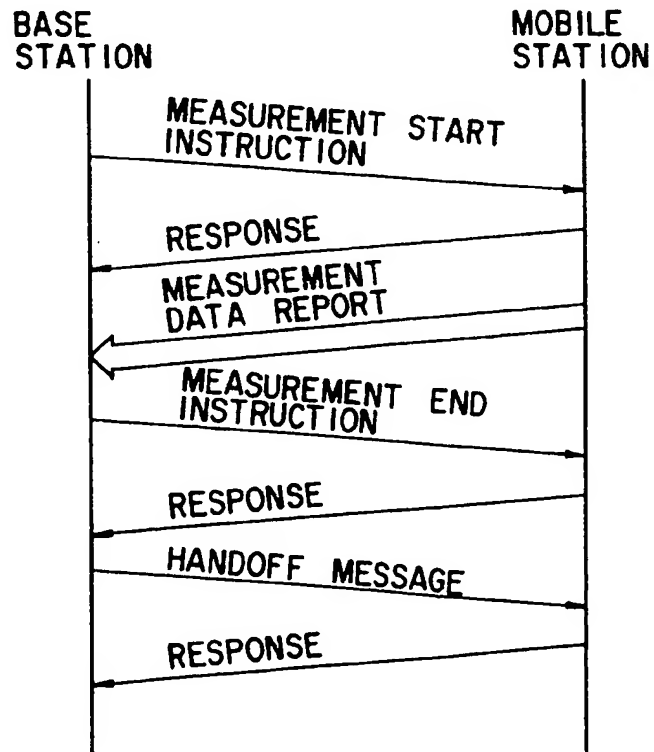 BASE
STATION
MOBILE
STATION
MEASUREMENT START
INSTRUCTION
RESPONSE
MEASUREMENT
DATA REPORT
MEASUREMENT END
INSTRUCTION
RESPONSE
HANDOFF MESSAGE
RESPONSE